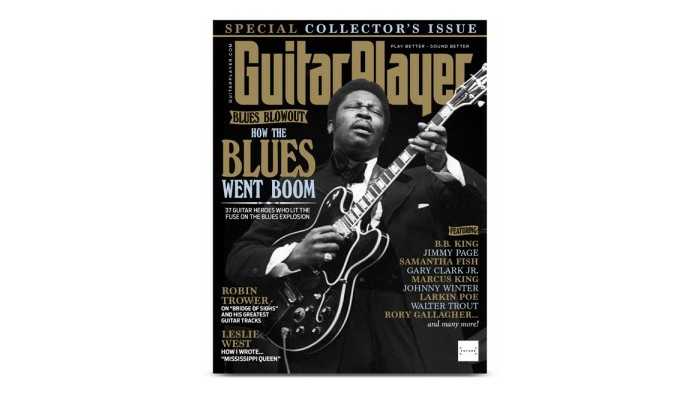 SPECIAL COLLECTOR'S ISSUE
GUITARPLAYER.COM
PLAY BETTER · SOUND BETTER
GuitarPlayer
BLUES BLOWOUT
HOW THE
BLUES
WENT BOOM
37 GUITAR HEROES WHO LIT THE
FUSE ON THE BLUES EXPLOSION
ROBIN
TROWER
ON "BRIDGE OF SIGHS"
AND HIS GREATEST
GUITAR TRACKS
LESLIE
WEST
HOW I WROTE...
"MISSISSIPPI QUEEN"
FEATURING
B.B. KING
JIMMY PAGE
SAMANTHA FISH
GARY CLARK JR.
MARCUS KING
JOHNNY WINTER
LARKIN POE
WALTER TROUT
RORY GALLAGHER...
and many more!
FUTURE